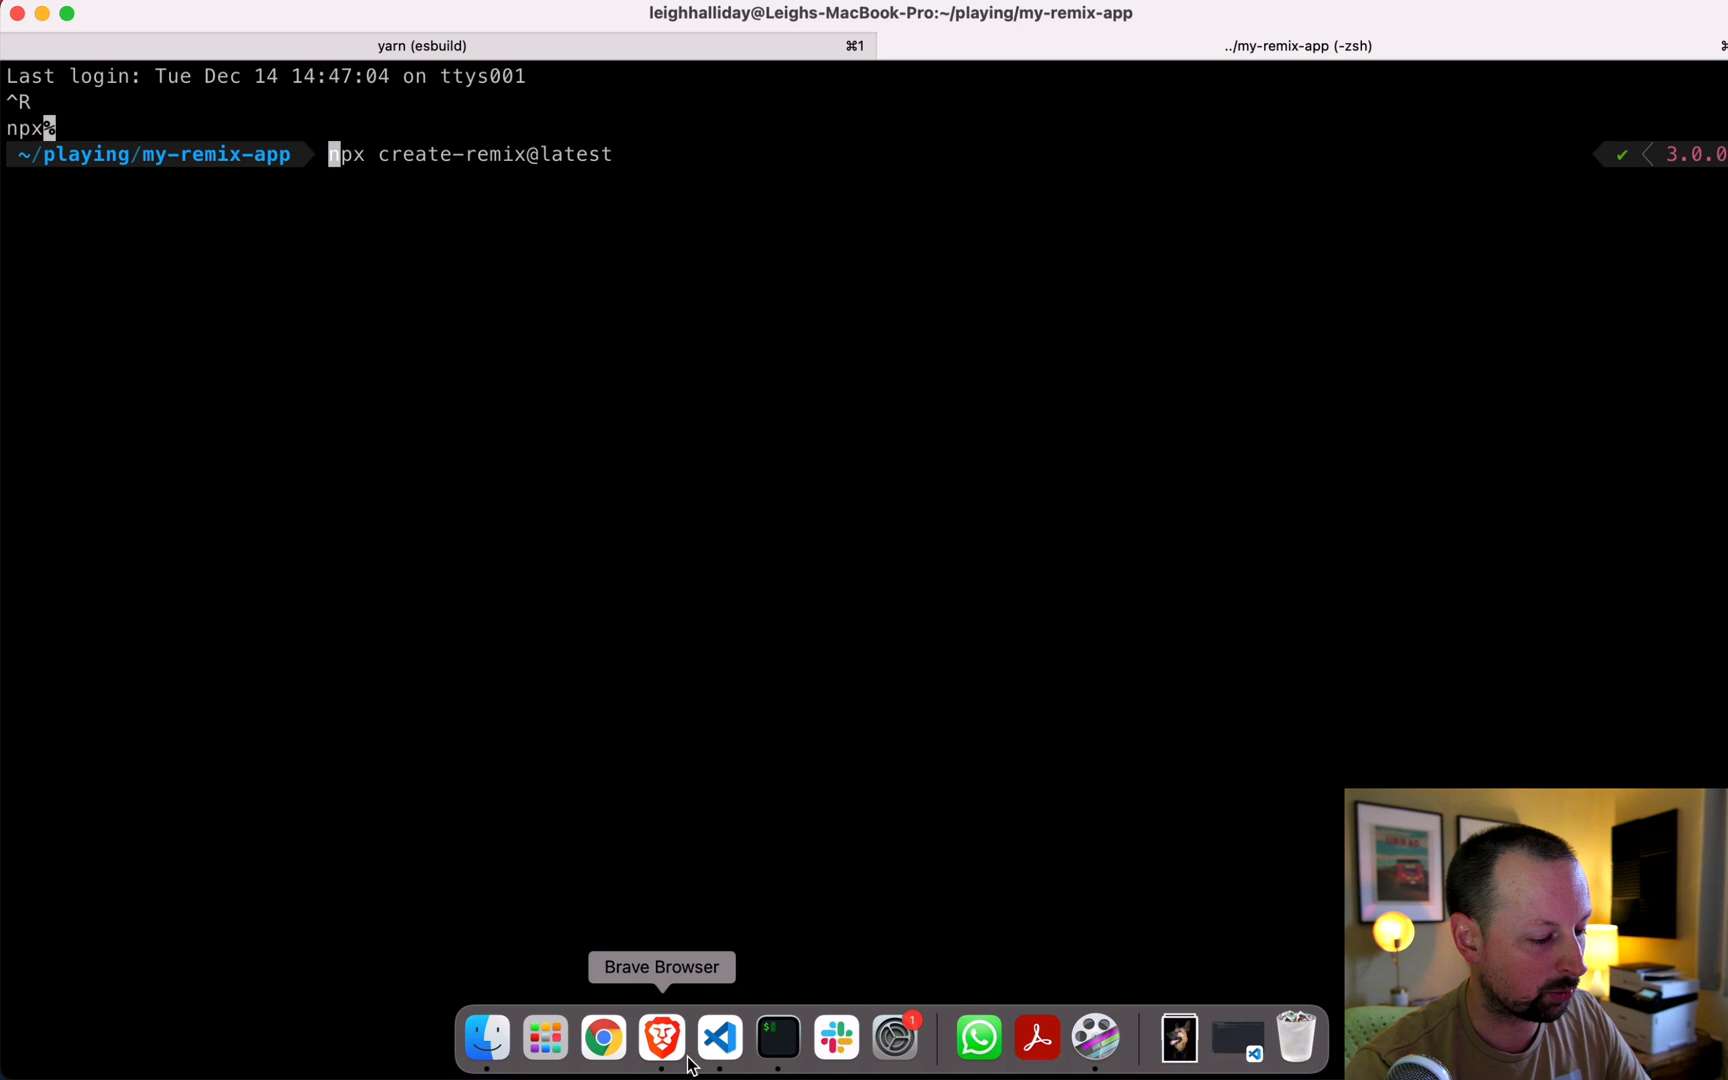 leighhalliday@Leighs-MacBook-Pro:~/playing/my-remix-app
yarn (esbuild) ⌘1 ../my-remix-app (-zsh)
Last login: Tue Dec 14 14:47:04 on ttys001
^R
npx%
~/playing/my-remix-app npx create-remix@latest ✔ 3.0.0
Brave Browser
1